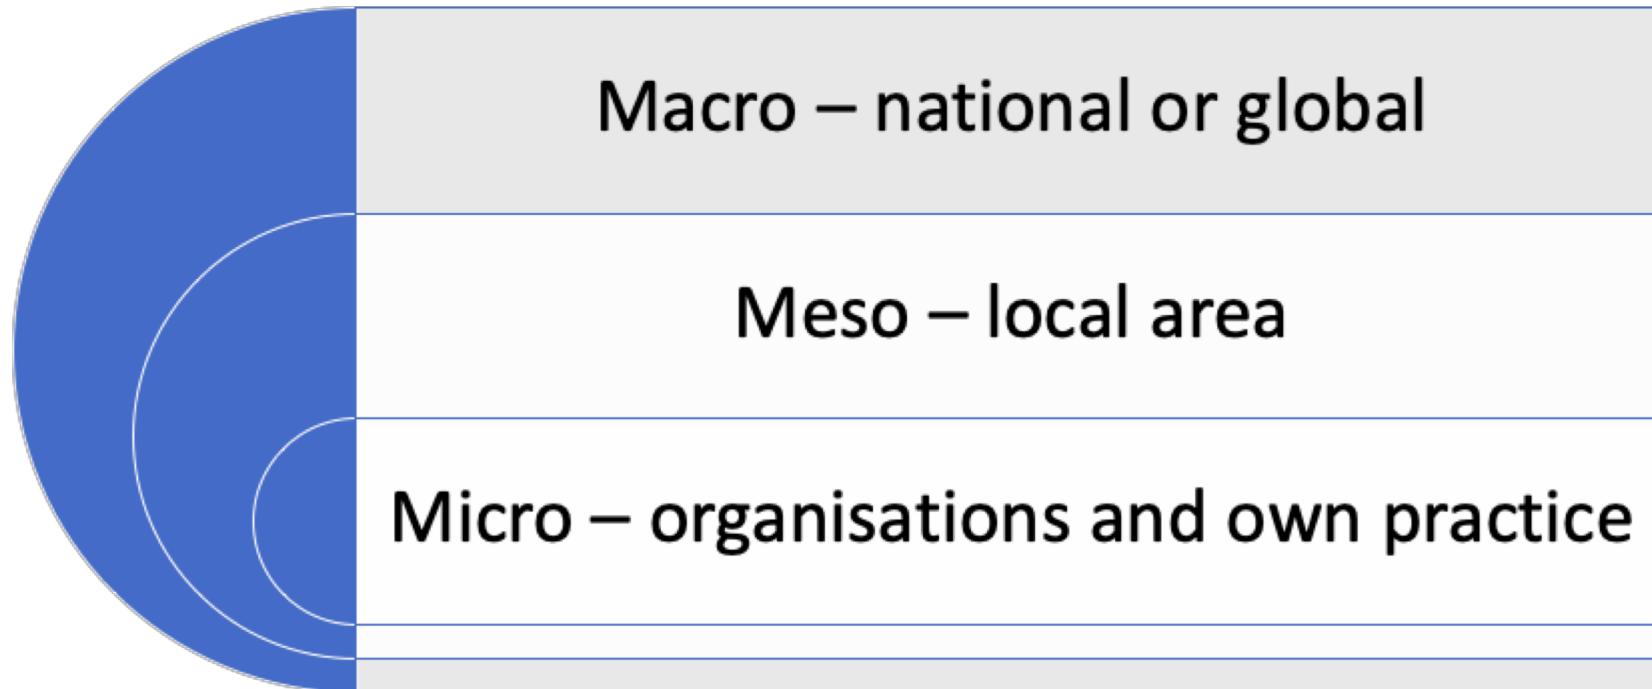 Macro – national or global
Meso – local area
Micro – organisations and own practice